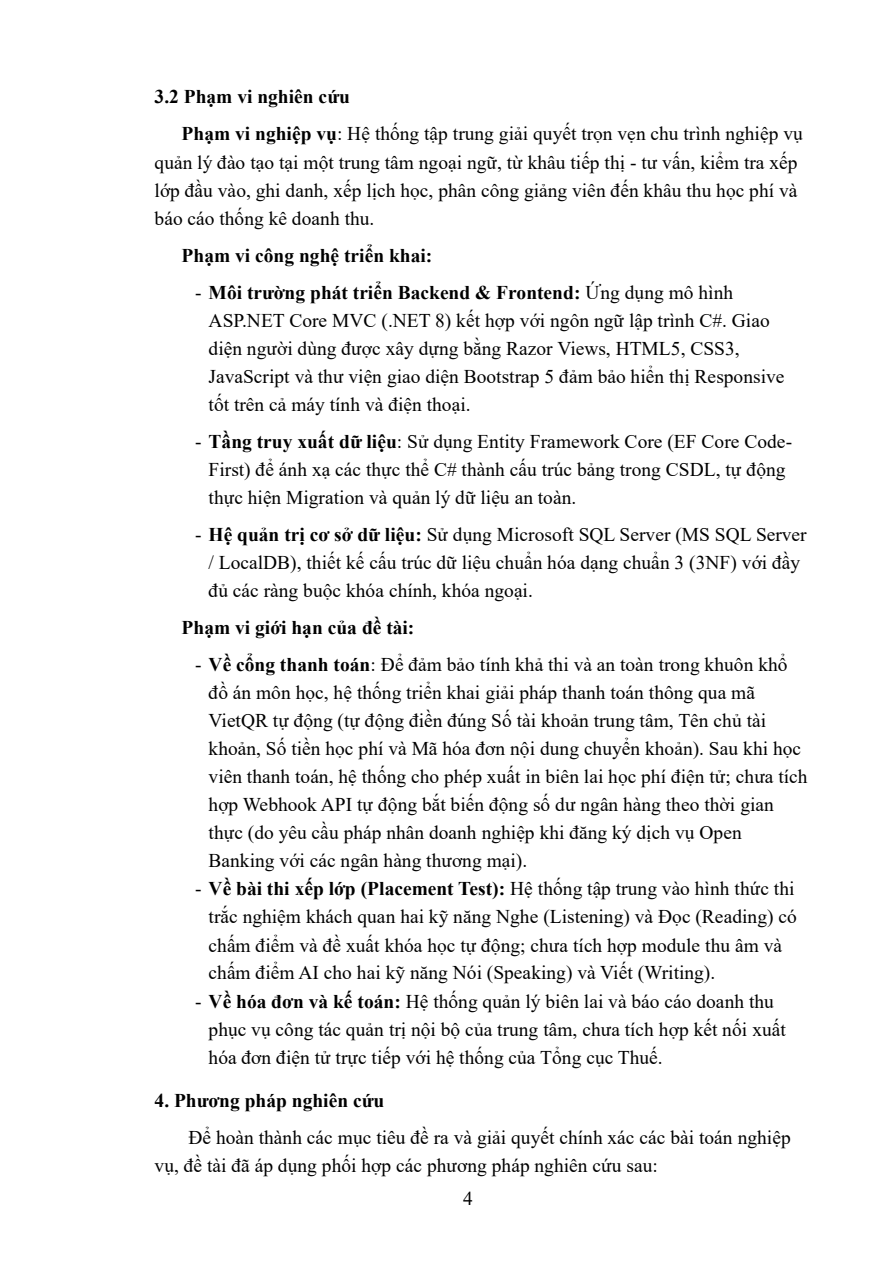 3.2 Phạm vi nghiên cứu
Phạm vi nghiệp vụ: Hệ thống tập trung giải quyết trọn vẹn chu trình nghiệp vụ
quản lý đào tạo tại một trung tâm ngoại ngữ, từ khâu tiếp thị - tư vấn, kiểm tra xếp
lớp đầu vào, ghi danh, xếp lịch học, phân công giảng viên đến khâu thu học phí và
báo cáo thống kê doanh thu.
Phạm vi công nghệ triển khai:
- Môi trường phát triển Backend & Frontend: Ứng dụng mô hình
ASP.NET Core MVC (.NET 8) kết hợp với ngôn ngữ lập trình C#. Giao
diện người dùng được xây dựng bằng Razor Views, HTML5, CSS3,
JavaScript và thư viện giao diện Bootstrap 5 đảm bảo hiển thị Responsive
tốt trên cả máy tính và điện thoại.
- Tầng truy xuất dữ liệu: Sử dụng Entity Framework Core (EF Core Code-
First) để ánh xạ các thực thể C# thành cấu trúc bảng trong CSDL, tự động
thực hiện Migration và quản lý dữ liệu an toàn.
- Hệ quản trị cơ sở dữ liệu: Sử dụng Microsoft SQL Server (MS SQL Server
/ LocalDB), thiết kế cấu trúc dữ liệu chuẩn hóa dạng chuẩn 3 (3NF) với đầy
đủ các ràng buộc khóa chính, khóa ngoại.
Phạm vi giới hạn của đề tài:
- Về cổng thanh toán: Để đảm bảo tính khả thi và an toàn trong khuôn khổ
đồ án môn học, hệ thống triển khai giải pháp thanh toán thông qua mã
VietQR tự động (tự động điền đúng Số tài khoản trung tâm, Tên chủ tài
khoản, Số tiền học phí và Mã hóa đơn nội dung chuyển khoản). Sau khi học
viên thanh toán, hệ thống cho phép xuất in biên lai học phí điện tử; chưa tích
hợp Webhook API tự động bắt biến động số dư ngân hàng theo thời gian
thực (do yêu cầu pháp nhân doanh nghiệp khi đăng ký dịch vụ Open
Banking với các ngân hàng thương mại).
- Về bài thi xếp lớp (Placement Test): Hệ thống tập trung vào hình thức thi
trắc nghiệm khách quan hai kỹ năng Nghe (Listening) và Đọc (Reading) có
chấm điểm và đề xuất khóa học tự động; chưa tích hợp module thu âm và
chấm điểm AI cho hai kỹ năng Nói (Speaking) và Viết (Writing).
- Về hóa đơn và kế toán: Hệ thống quản lý biên lai và báo cáo doanh thu
phục vụ công tác quản trị nội bộ của trung tâm, chưa tích hợp kết nối xuất
hóa đơn điện tử trực tiếp với hệ thống của Tổng cục Thuế.
4. Phương pháp nghiên cứu
Để hoàn thành các mục tiêu đề ra và giải quyết chính xác các bài toán nghiệp
vụ, đề tài đã áp dụng phối hợp các phương pháp nghiên cứu sau:
4